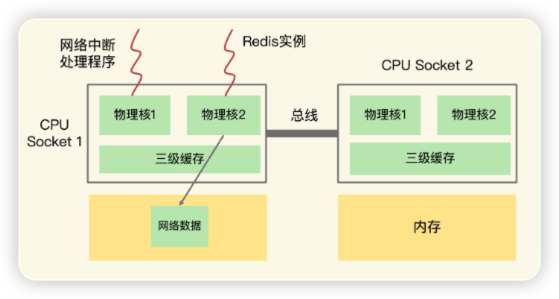 网络中断
处理程序
Redis实例
CPU Socket 2
CPU
Socket 1
物理核1
物理核2
总线
物理核1
物理核2
三级缓存
三级缓存
网络数据
内存